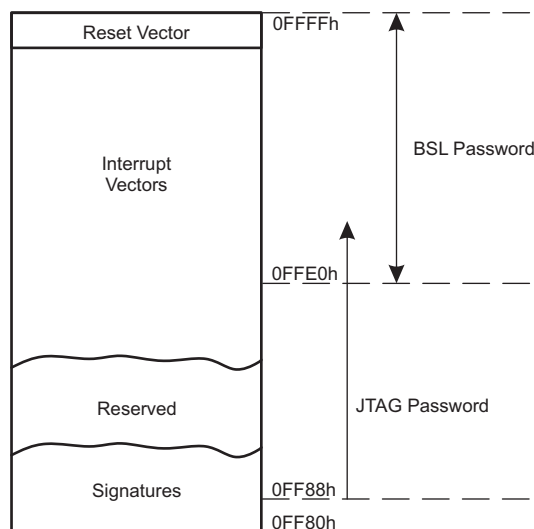 Reset Vector
0FFFFh
Interrupt
Vectors
BSL Password
0FFE0h
Reserved
JTAG Password
Signatures
0FF88h
0FF80h